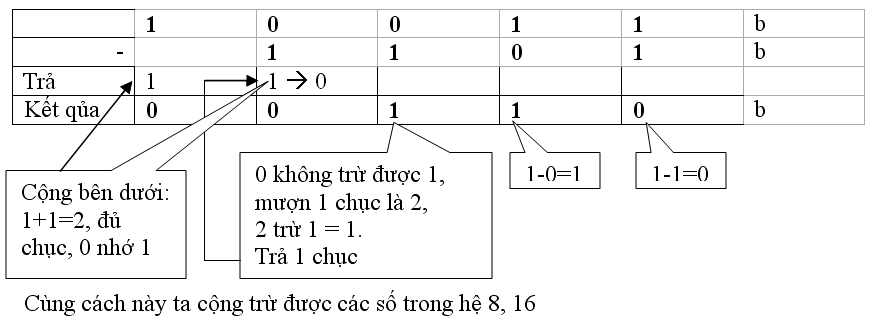 1 0 0 1 1 b
- 1 1 0 1 b
Trả 1 1 → 0
Kết qủa 0 0 1 1 0 b
Cộng bên dưới:
1+1=2, đủ
chục, 0 nhớ 1
0 không trừ được 1,
mượn 1 chục là 2,
2 trừ 1 = 1.
Trả 1 chục
1-0=1
1-1=0
Cùng cách này ta cộng trừ được các số trong hệ 8, 16